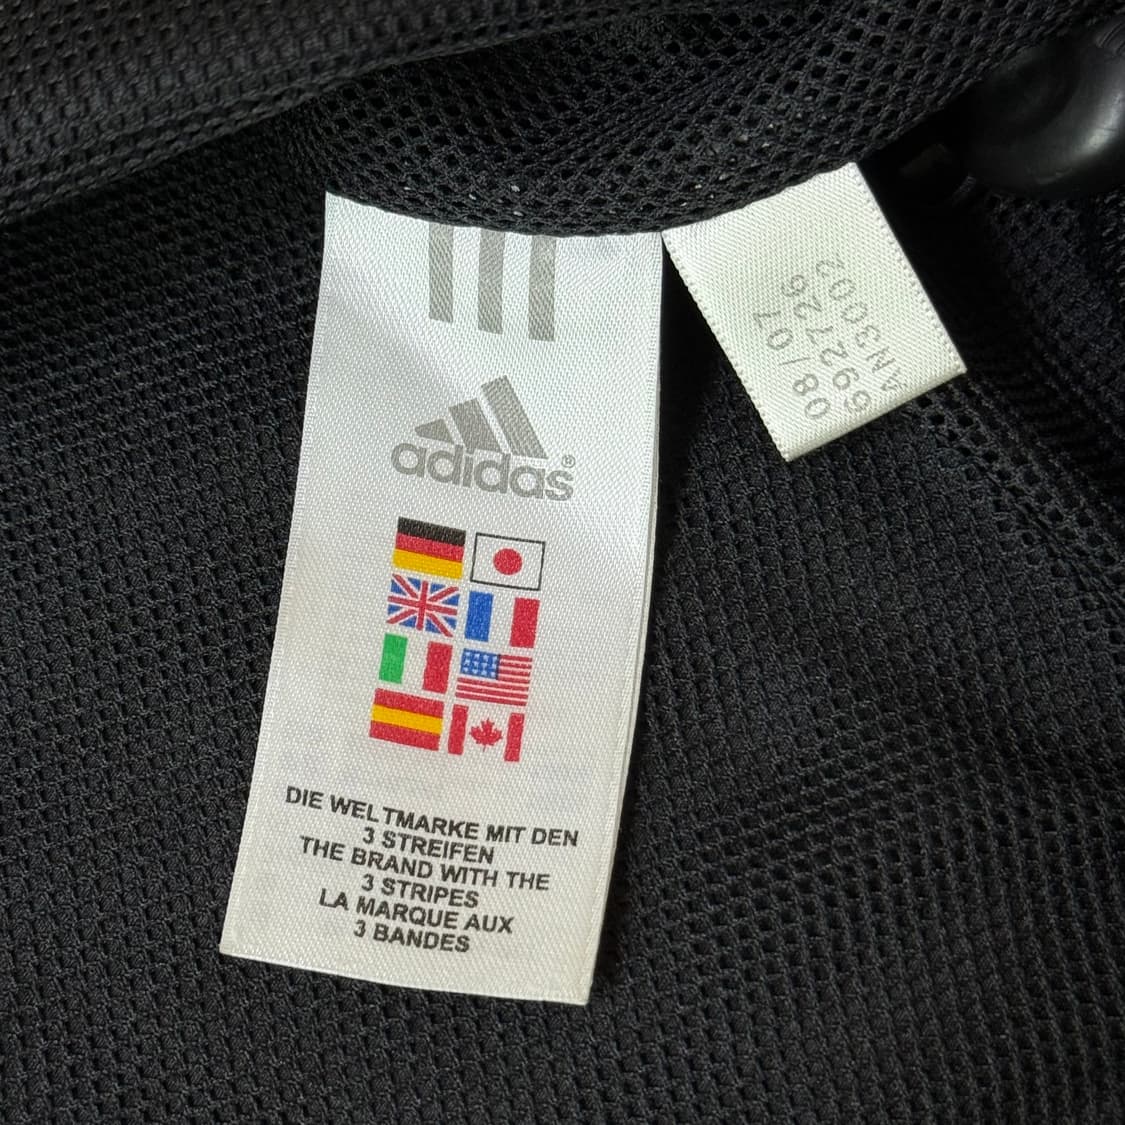 adidas®
DIE WELTMARKE MIT DEN
3 STREIFEN
THE BRAND WITH THE
3 STRIPES
LA MARQUE AUX
3 BANDES
08/07
692726
AN3002